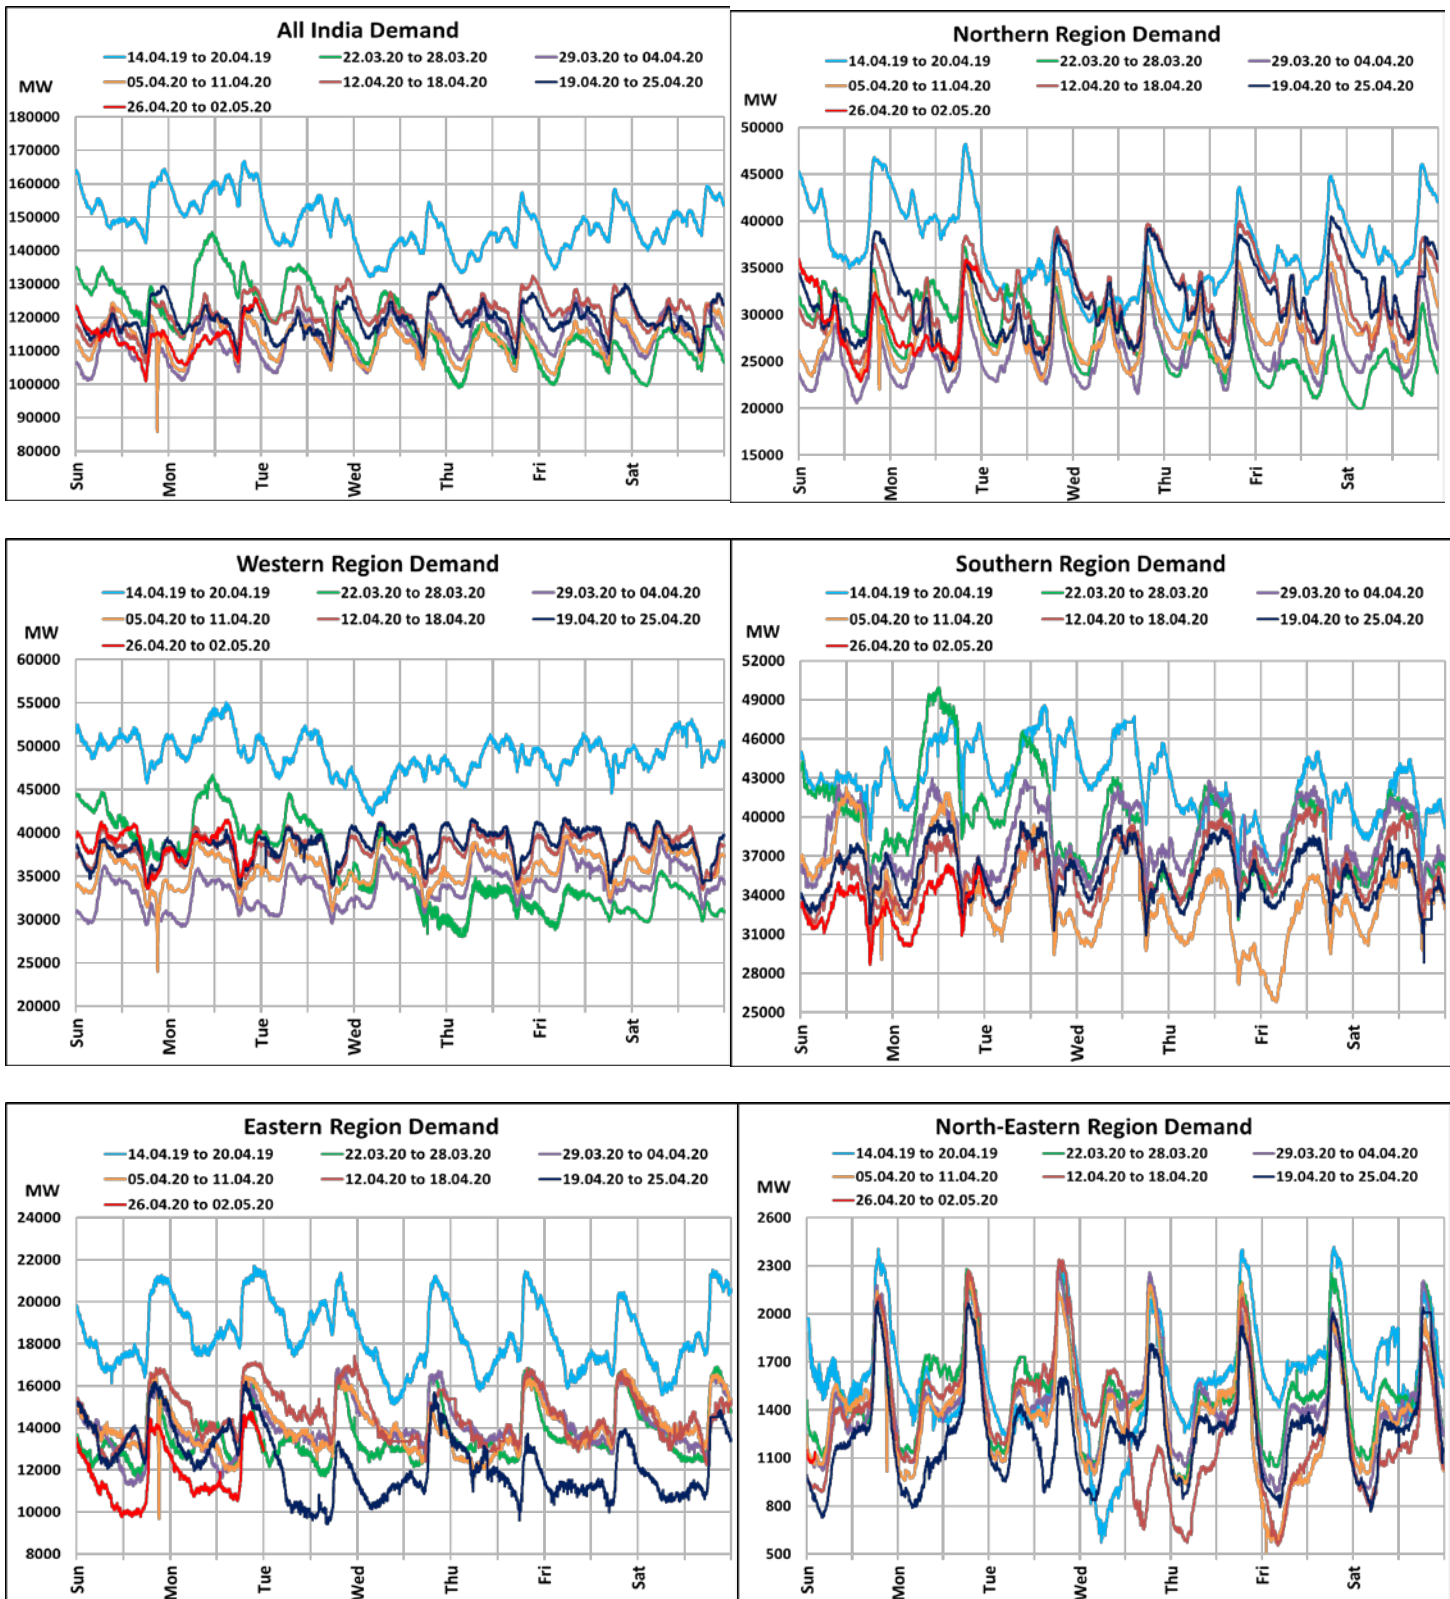 All India Demand
14.04.19 to 20.04.19 22.03.20 to 28.03.20 29.03.20 to 04.04.20
05.04.20 to 11.04.20 12.04.20 to 18.04.20 19.04.20 to 25.04.20
26.04.20 to 02.05.20
MW
180000
170000
160000
150000
140000
130000
120000
110000
100000
90000
80000
Sun Mon Tue Wed Thu Fri Sat
Northern Region Demand
14.04.19 to 20.04.19 22.03.20 to 28.03.20 29.03.20 to 04.04.20
05.04.20 to 11.04.20 12.04.20 to 18.04.20 19.04.20 to 25.04.20
26.04.20 to 02.05.20
MW
50000
45000
40000
35000
30000
25000
20000
15000
Sun Mon Tue Wed Thu Fri Sat
Western Region Demand
14.04.19 to 20.04.19 22.03.20 to 28.03.20 29.03.20 to 04.04.20
05.04.20 to 11.04.20 12.04.20 to 18.04.20 19.04.20 to 25.04.20
26.04.20 to 02.05.20
MW
60000
55000
50000
45000
40000
35000
30000
25000
20000
Sun Mon Tue Wed Thu Fri Sat
Southern Region Demand
14.04.19 to 20.04.19 22.03.20 to 28.03.20 29.03.20 to 04.04.20
05.04.20 to 11.04.20 12.04.20 to 18.04.20 19.04.20 to 25.04.20
26.04.20 to 02.05.20
MW
52000
49000
46000
43000
40000
37000
34000
31000
28000
25000
Sun Mon Tue Wed Thu Fri Sat
Eastern Region Demand
14.04.19 to 20.04.19 22.03.20 to 28.03.20 29.03.20 to 04.04.20
05.04.20 to 11.04.20 12.04.20 to 18.04.20 19.04.20 to 25.04.20
26.04.20 to 02.05.20
MW
24000
22000
20000
18000
16000
14000
12000
10000
8000
Sun Mon Tue Wed Thu Fri Sat
North-Eastern Region Demand
14.04.19 to 20.04.19 22.03.20 to 28.03.20 29.03.20 to 04.04.20
05.04.20 to 11.04.20 12.04.20 to 18.04.20 19.04.20 to 25.04.20
26.04.20 to 02.05.20
MW
2600
2300
2000
1700
1400
1100
800
500
Sun Mon Tue Wed Thu Fri Sat